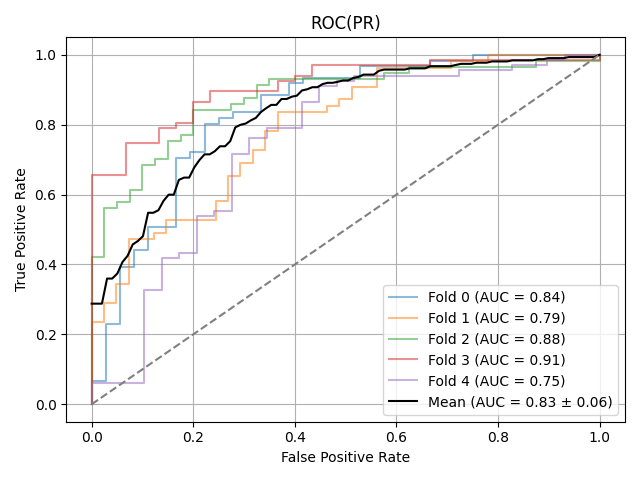 ROC(PR)
True Positive Rate
1.0
0.8
0.6
0.4
0.2
0.0
Fold 0 (AUC = 0.84)
Fold 1 (AUC = 0.79)
Fold 2 (AUC = 0.88)
Fold 3 (AUC = 0.91)
Fold 4 (AUC = 0.75)
Mean (AUC = 0.83 ± 0.06)
0.0 0.2 0.4 0.6 0.8 1.0
False Positive Rate